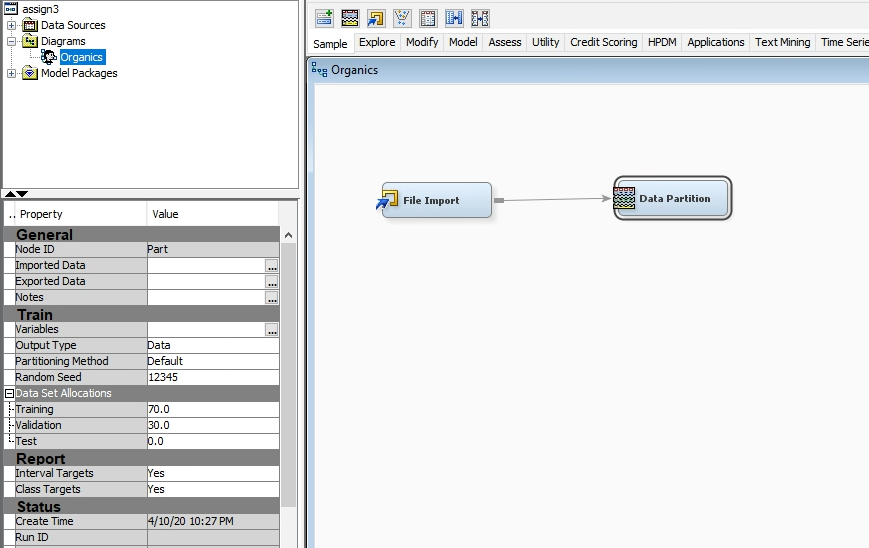 assign3
Data Sources
Diagrams
Organics
Model Packages
.. Property Value
General
Node ID Part
Imported Data ...
Exported Data ...
Notes ...
Train
Variables ...
Output Type Data
Partitioning Method Default
Random Seed 12345
Data Set Allocations
Training 70.0
Validation 30.0
Test 0.0
Report
Interval Targets Yes
Class Targets Yes
Status
Create Time 4/10/20 10:27 PM
Run ID
Sample Explore Modify Model Assess Utility Credit Scoring HPDM Applications Text Mining Time Serie
Organics
File Import
Data Partition